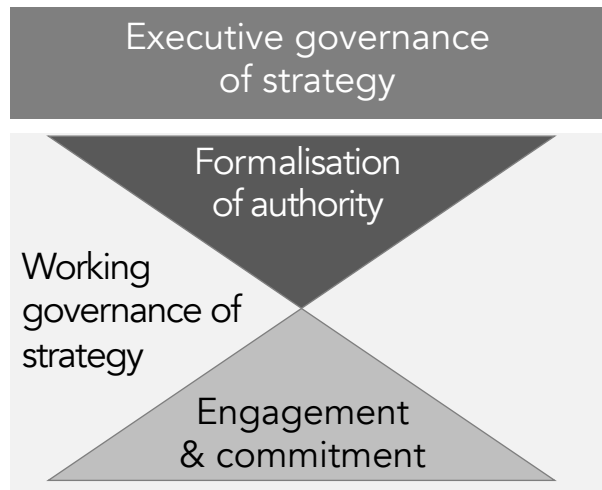 Executive governance
of strategy
Formalisation
of authority
Working
governance of
strategy
Engagement
& commitment